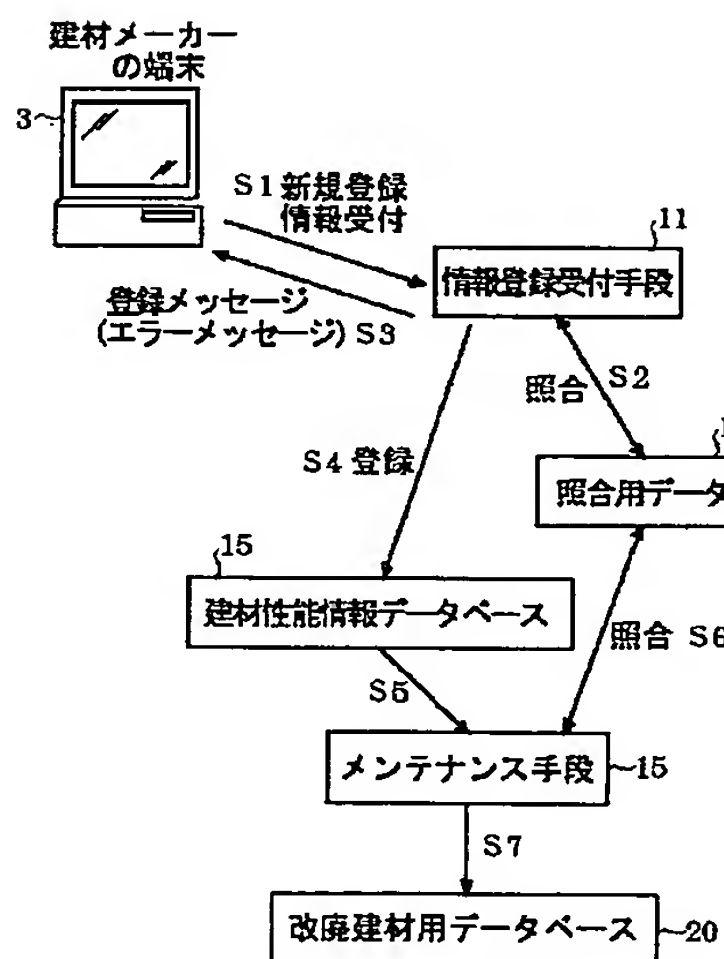 建材メーカー
の端末
3
S1 新規登録
情報受付
11
情報登録受付手段
登録メッセージ
(エラーメッセージ) S3
照合 S2
照合用データ
S4 登録
15
建材性能情報データベース
照合 S6
S5
メンテナンス手段
15
S7
改廃建材用データベース
20